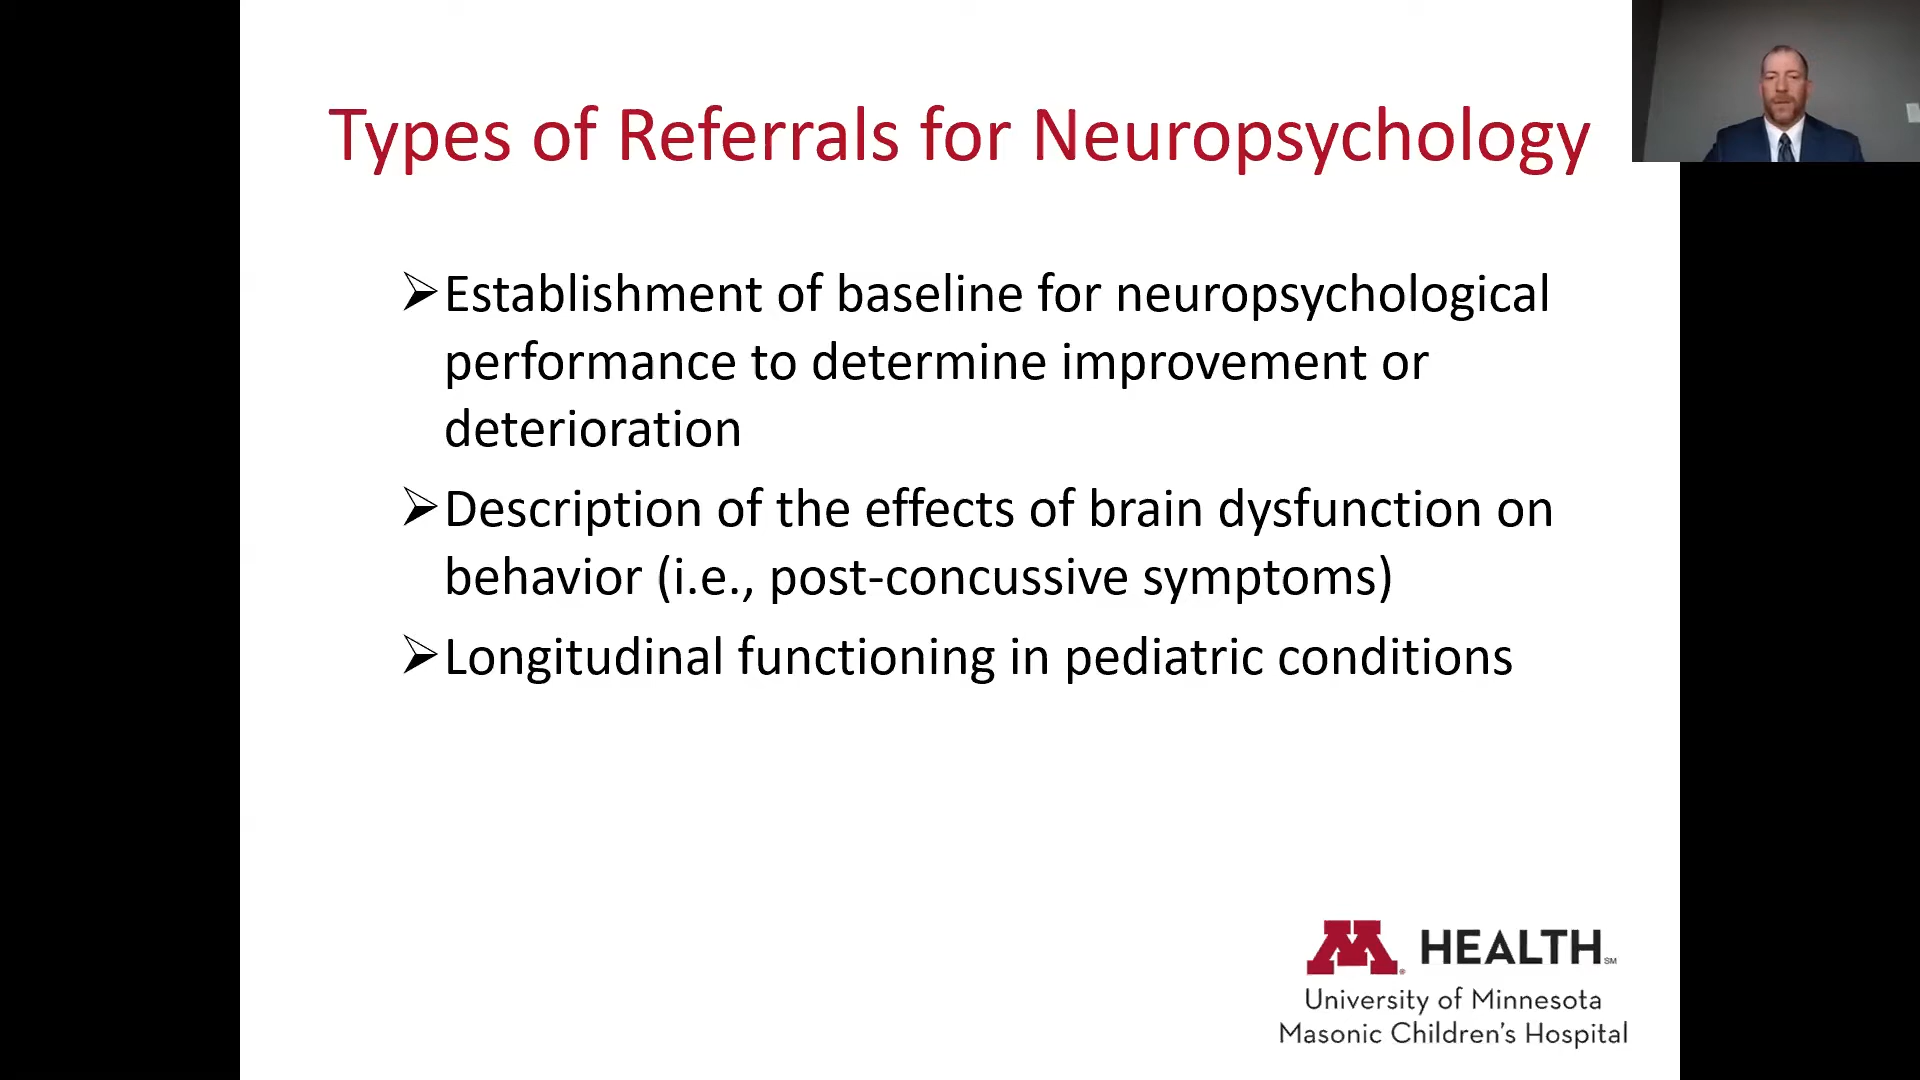 Types of Referrals for Neuropsychology
➢Establishment of baseline for neuropsychological
performance to determine improvement or
deterioration
➢Description of the effects of brain dysfunction on
behavior (i.e., post-concussive symptoms)
➢Longitudinal functioning in pediatric conditions
M® HEALTH℠
University of Minnesota
Masonic Children's Hospital